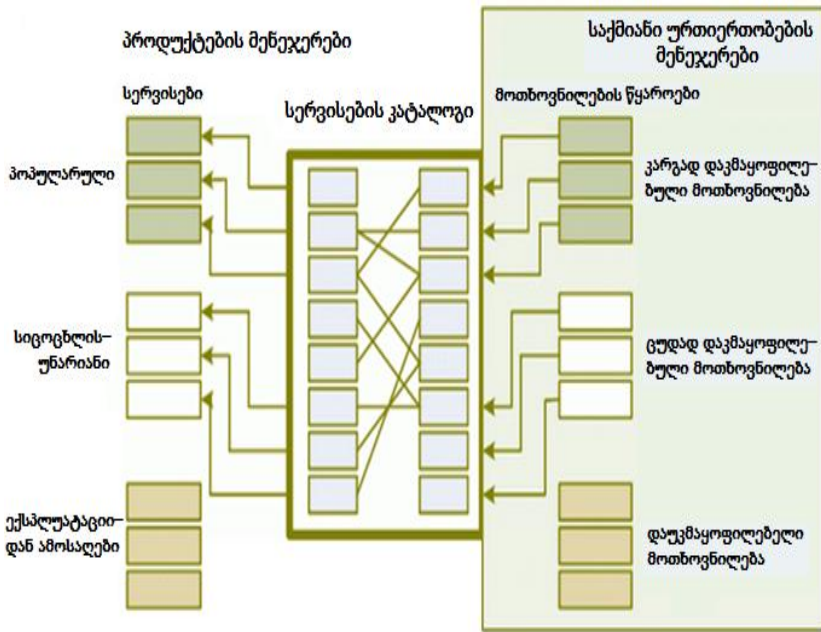 პროდუქტების მენეჯერები
საქმიანი ურთიერთობების
მენეჯერები
სერვისები
სერვისების კატალოგი
მოთხოვნილების წყაროები
პოპულარული
კარგად დაკმაყოფილე–
ბული მოთხოვნილება
სიცოცხლის–
უნარიანი
ცუდად დაკმაყოფილე–
ბული მოთხოვნილება
ექსპლუატაციი–
დან ამოსაღები
დაუკმაყოფილებელი
მოთხოვნილება